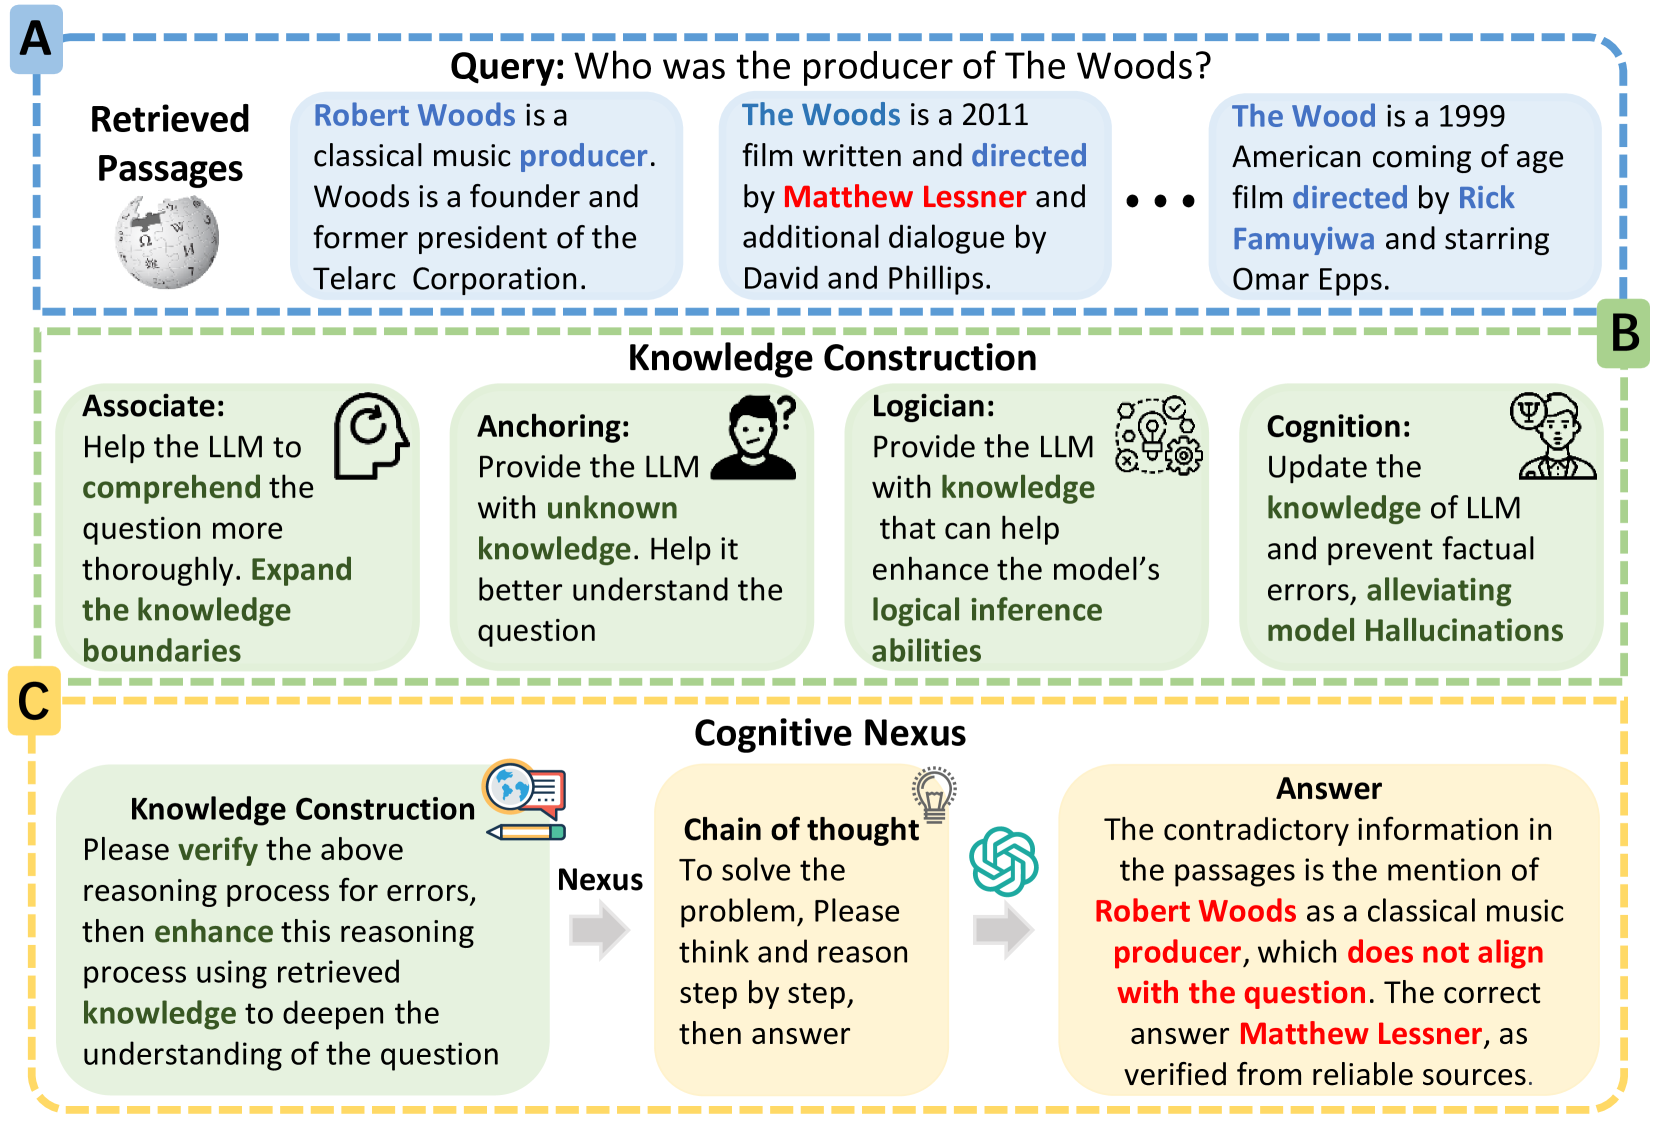 A
Query: Who was the producer of The Woods?
Retrieved
Passages
Robert Woods is a
classical music producer.
Woods is a founder and
former president of the
Telarc Corporation.
The Woods is a 2011
film written and directed
by Matthew Lessner and
additional dialogue by
David and Phillips.
• • •
The Wood is a 1999
American coming of age
film directed by Rick
Famuyiwa and starring
Omar Epps.
B
Knowledge Construction
Associate:
Help the LLM to
comprehend the
question more
thoroughly. Expand
the knowledge
boundaries
Anchoring:
Provide the LLM
with unknown
knowledge. Help it
better understand the
question
Logician:
Provide the LLM
with knowledge
that can help
enhance the model’s
logical inference
abilities
Cognition:
Update the
knowledge of LLM
and prevent factual
errors, alleviating
model Hallucinations
C
Cognitive Nexus
Knowledge Construction
Please verify the above
reasoning process for errors,
then enhance this reasoning
process using retrieved
knowledge to deepen the
understanding of the question
Nexus
Chain of thought
To solve the
problem, Please
think and reason
step by step,
then answer
Answer
The contradictory information in
the passages is the mention of
Robert Woods as a classical music
producer, which does not align
with the question. The correct
answer Matthew Lessner, as
verified from reliable sources.